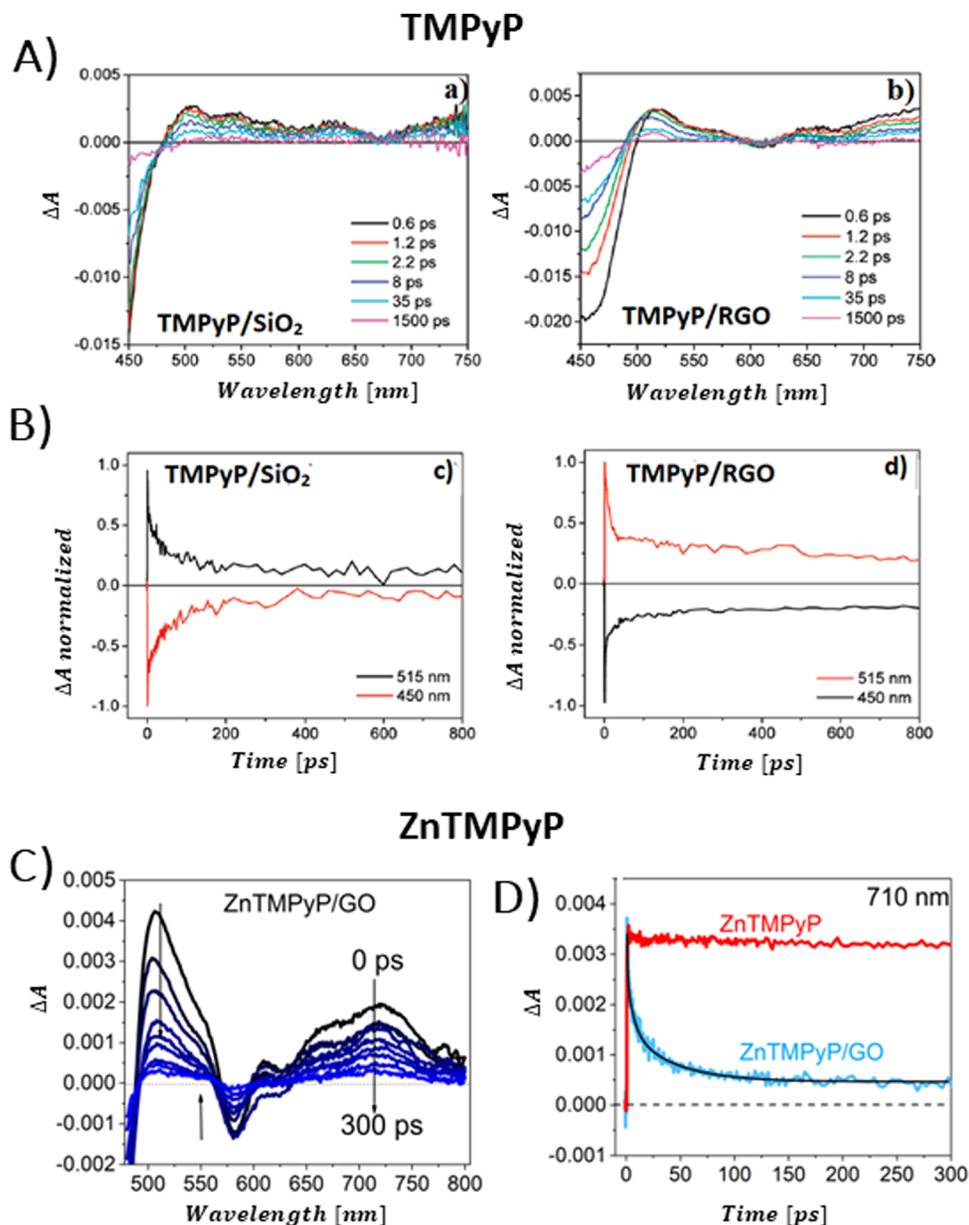 TMPyP
A)
a)
0.005
0.000
-0.005
-0.010
-0.015
ΔA
0.6 ps
1.2 ps
2.2 ps
8 ps
35 ps
1500 ps
TMPyP/SiO₂
450 500 550 600 650 700 750
Wavelength [nm]
b)
0.005
0.000
-0.005
-0.010
-0.015
-0.020
ΔA
0.6 ps
1.2 ps
2.2 ps
8 ps
35 ps
1500 ps
TMPyP/RGO
450 500 550 600 650 700 750
Wavelength [nm]
B)
TMPyP/SiO₂
c)
1.0
0.5
0.0
-0.5
-1.0
ΔA normalized
515 nm
450 nm
0 200 400 600 800
Time [ps]
TMPyP/RGO
d)
1.0
0.5
0.0
-0.5
-1.0
ΔA normalized
515 nm
450 nm
0 200 400 600 800
Time [ps]
ZnTMPyP
C)
0.005
0.004
0.003
0.002
0.001
0.000
-0.001
-0.002
ΔA
ZnTMPyP/GO
0 ps
300 ps
500 550 600 650 700 750 800
Wavelength [nm]
D)
710 nm
0.004
0.003
0.002
0.001
0.000
-0.001
ΔA
ZnTMPyP
ZnTMPyP/GO
0 50 100 150 200 250 300
Time [ps]